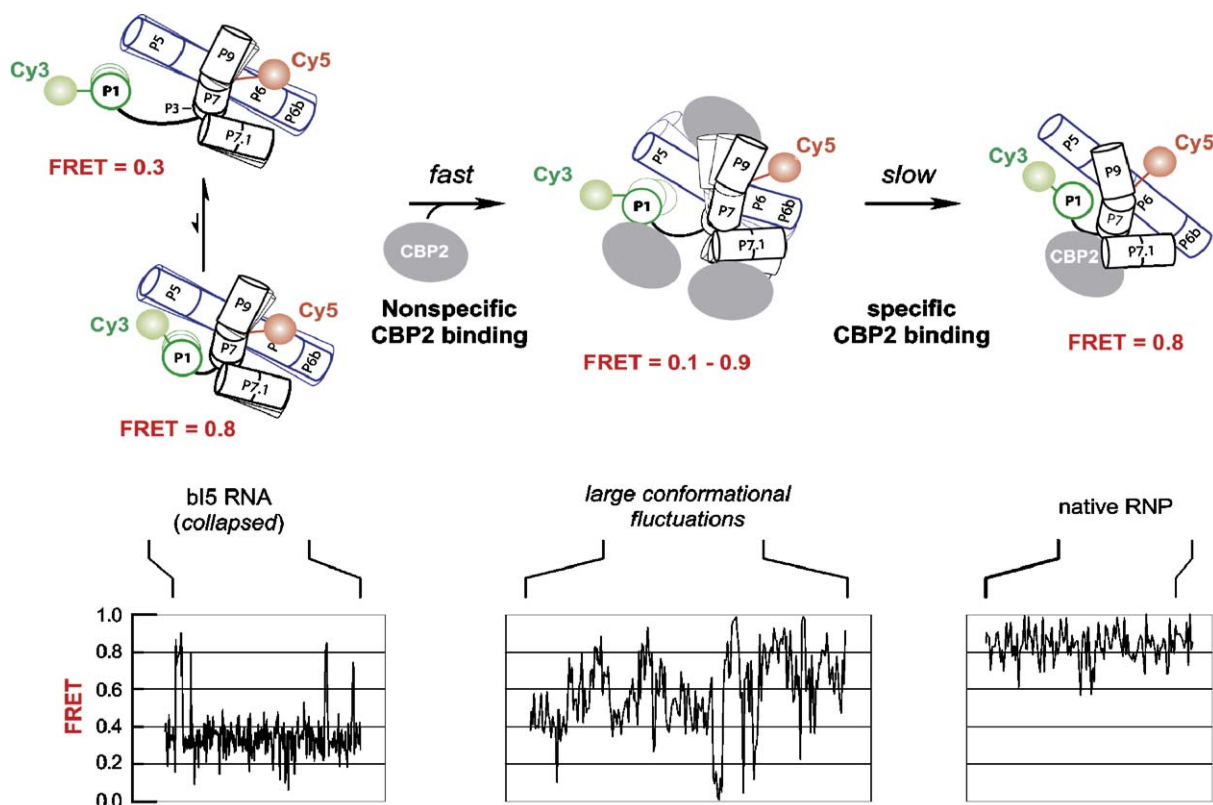 P5
P9
Cy5
Cy3
P1
P7
P6
P6b
P3
P7.1
FRET = 0.3
P5
P9
Cy5
Cy3
P1
P7
P
P6b
P7.1
FRET = 0.8
fast
CBP2
Nonspecific
CBP2 binding
P5
P9
Cy5
Cy3
P1
P7
P6
P6b
P7.1
FRET = 0.1 - 0.9
slow
specific
CBP2 binding
P5
P9
Cy5
Cy3
P1
P7
P6
P6b
CBP2
P7.1
FRET = 0.8
bI5 RNA
(collapsed)
large conformational
fluctuations
native RNP
FRET
1.0
0.8
0.6
0.4
0.2
0.0